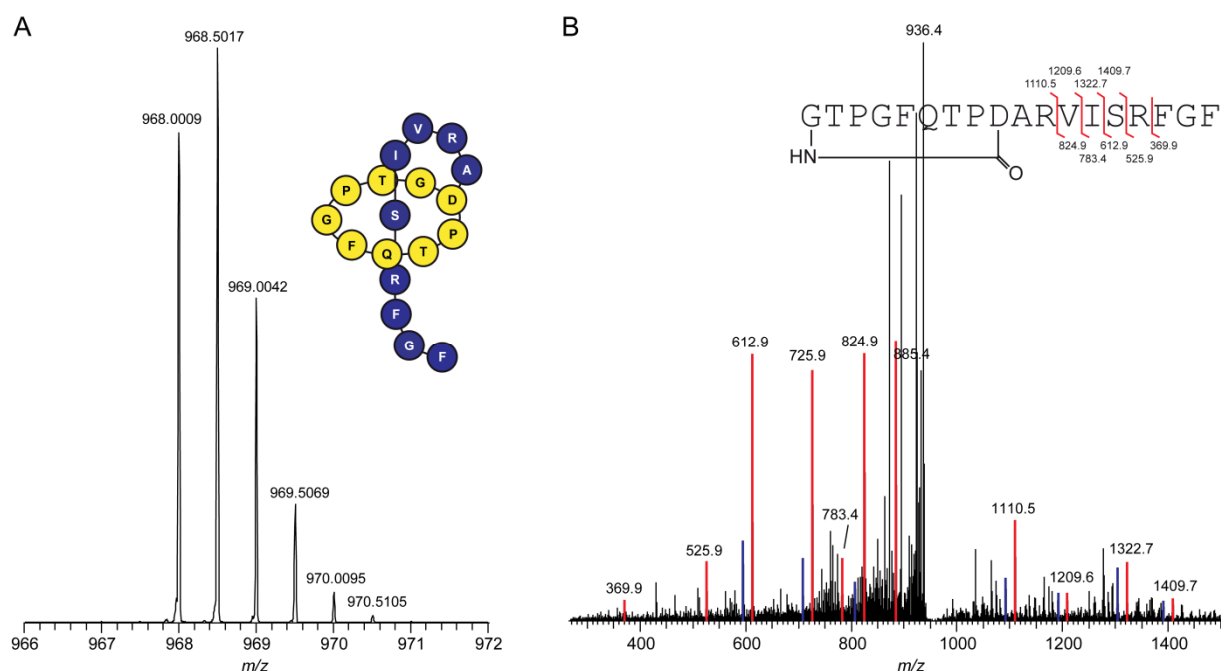 A
968.5017
968.0009
969.0042
969.5069
970.0095
970.5105
V
I
R
T
G
A
P
D
G
S
F
Q
T
P
R
F
G
F
966
967
968
969
970
971
972
m/z
B
936.4
1209.6 1409.7
1110.5 1322.7
GTPGFQTPDARVISRFGF
824.9 612.9 369.9
783.4 525.9
HN
O
612.9
725.9
824.9
885.4
783.4
525.9
369.9
1110.5
1209.6
1322.7
1409.7
400
600
800
1000
1200
1400
m/z